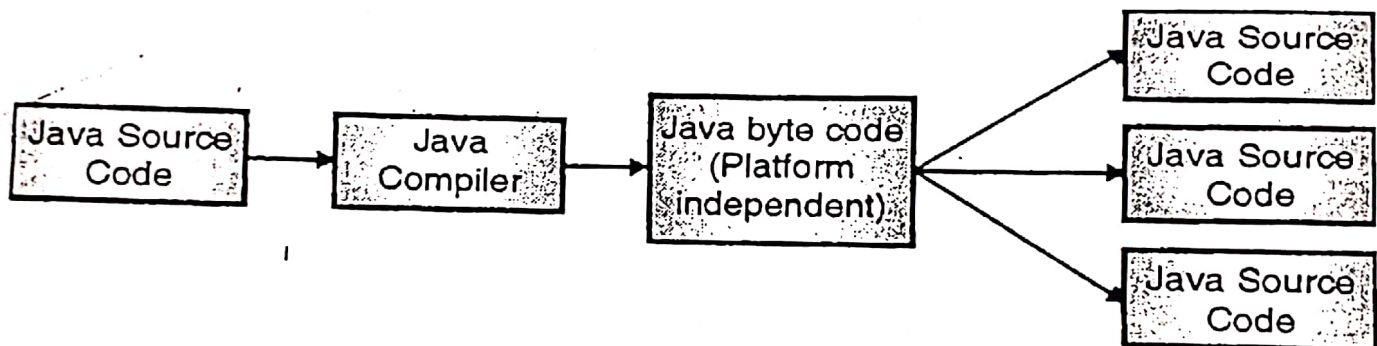 Java Source
Code
Java
Compiler
Java byte code
(Platform
independent)
Java Source
Code
Java Source
Code
Java Source
Code